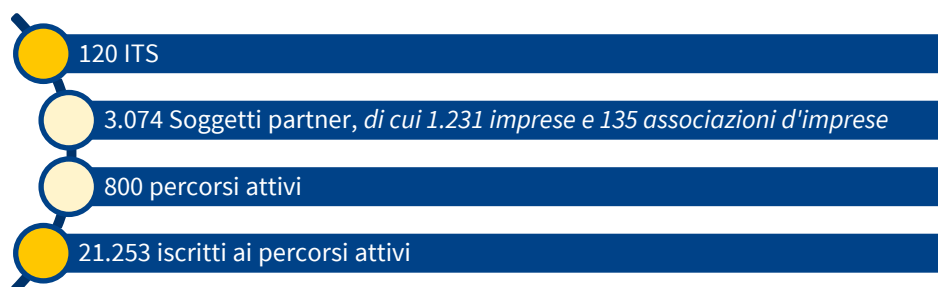 120 ITS
3.074 Soggetti partner, di cui 1.231 imprese e 135 associazioni d'imprese
800 percorsi attivi
21.253 iscritti ai percorsi attivi